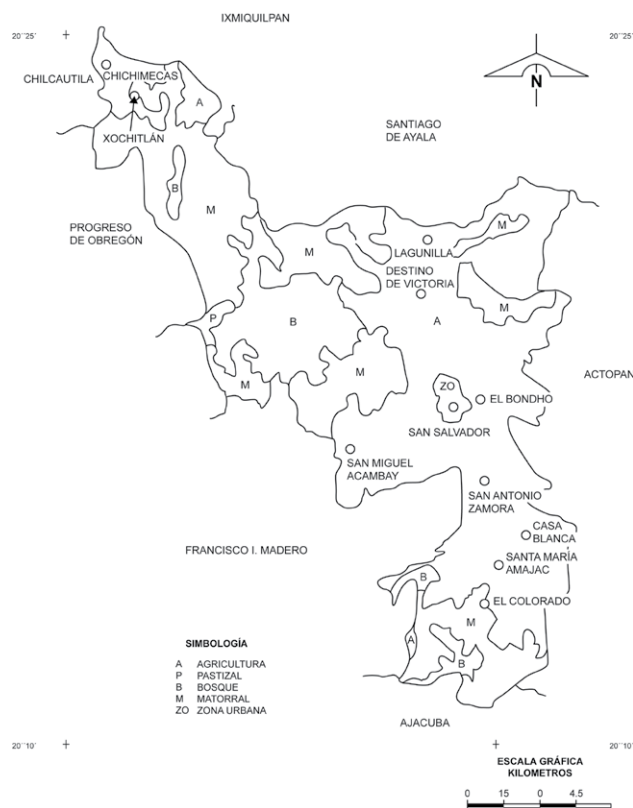 IXMIQUILPAN
20°25'
20°25'
CHILCAUTILA
CHICHIMECAS
A
N
XOCHITLÁN
SANTIAGO
DE AYALA
B
M
PROGRESO
DE OBREGÓN
M
LAGUNILLA
M
DESTINO
DE VICTORIA
M
P
B
A
M
M
ZO
ACTOPAN
EL BONDHO
SAN SALVADOR
SAN MIGUEL
ACAMBAY
SAN ANTONIO
ZAMORA
CASA
BLANCA
FRANCISCO I. MADERO
SANTA MARÍA
AMAJAC
B
EL COLORADO
M
A
B
SIMBOLOGÍA
A AGRICULTURA
P PASTIZAL
B BOSQUE
M MATORRAL
ZO ZONA URBANA
AJACUBA
20°10'
20°10'
ESCALA GRÁFICA
KILOMETROS
0 15 0 4.5